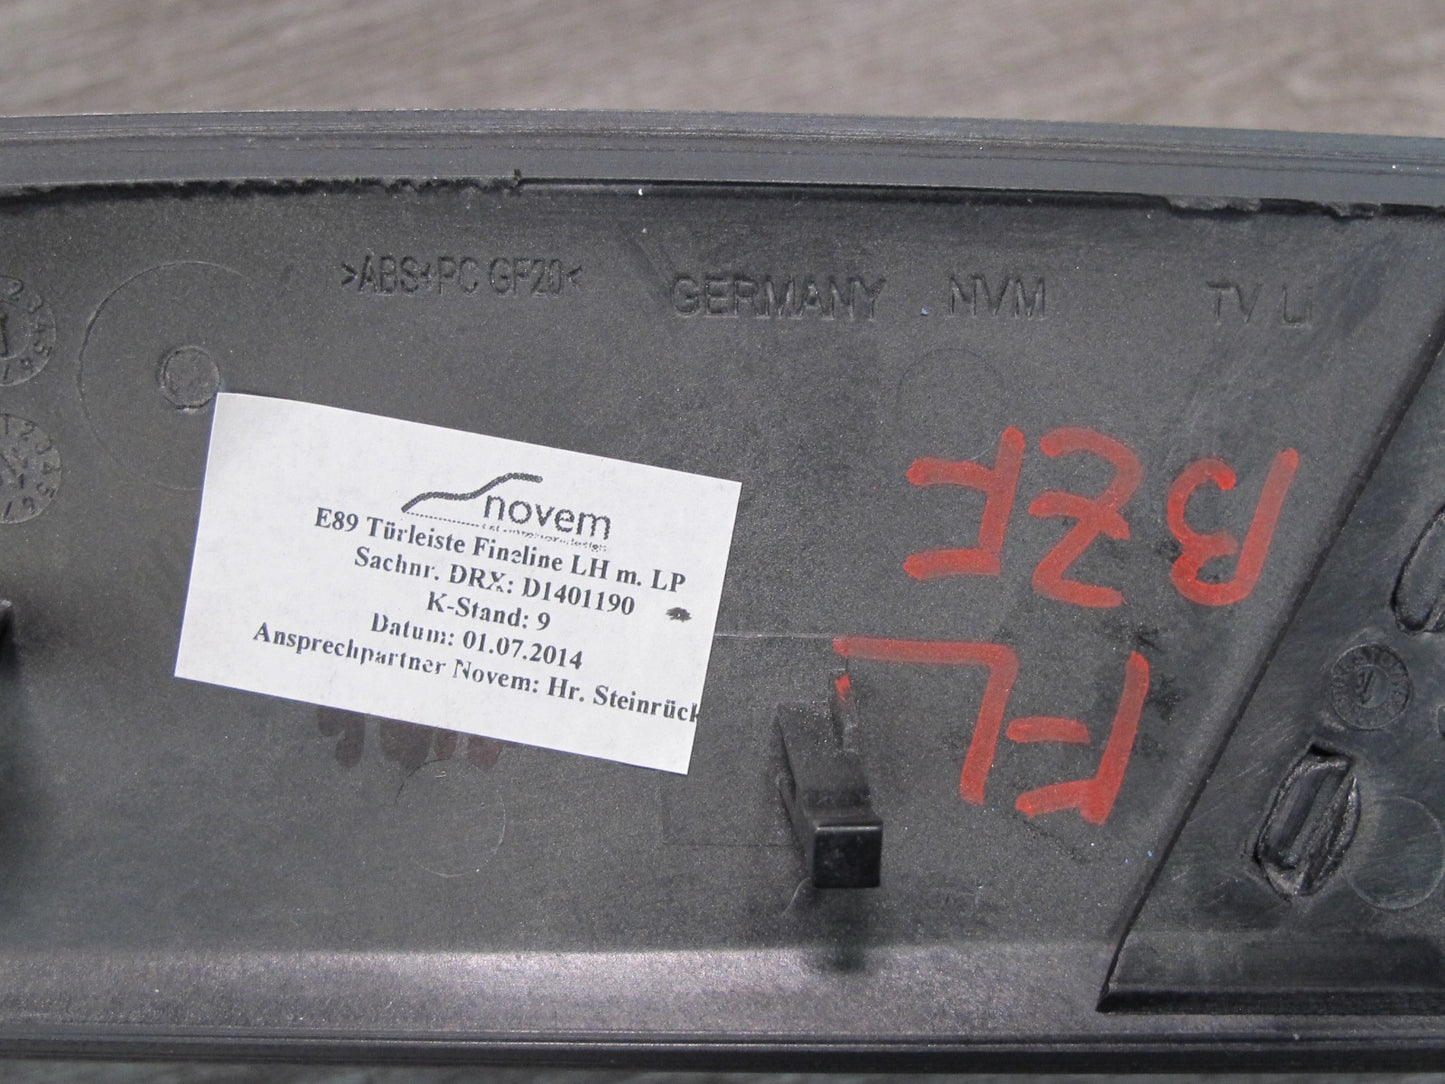 >ABS+PC GF20<
GERMANY
NVM
TV Li
novem
E89 Türleiste Fineline LH m. LP
Sachnr. DRX: D1401190
K-Stand: 9
Datum: 01.07.2014
Ansprechpartner Novem: Hr. Steinrück
FL